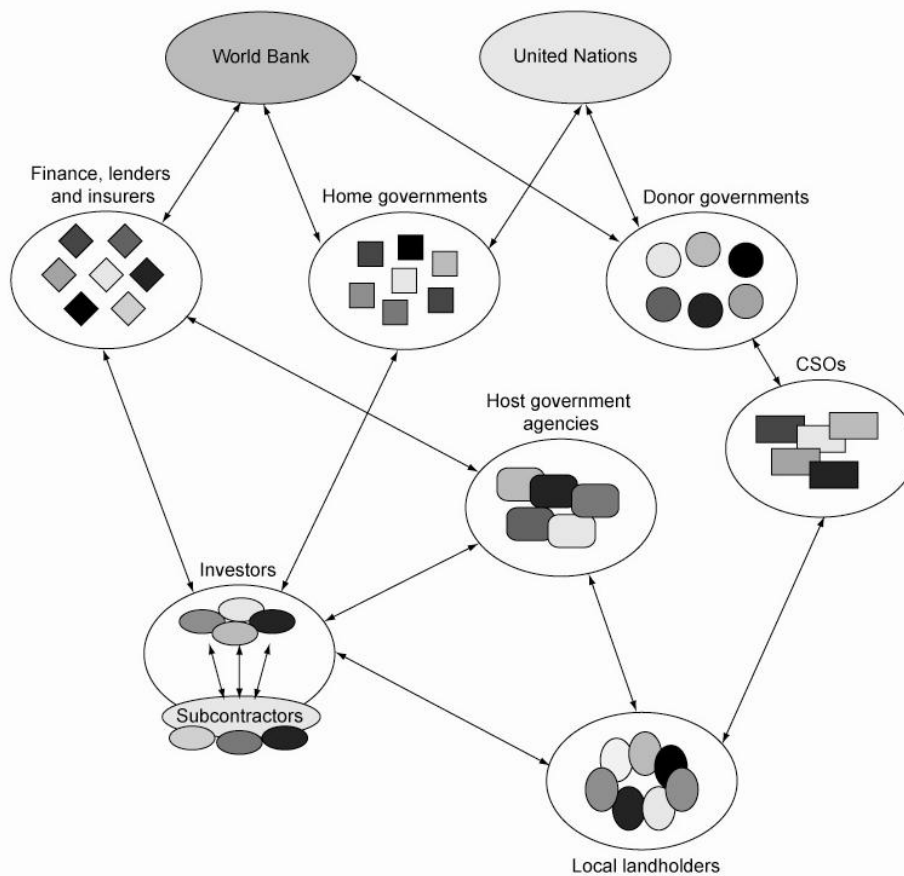 World Bank
United Nations
Finance, lenders
and insurers
Home governments
Donor governments
CSOs
Host government
agencies
Investors
Subcontractors
Local landholders